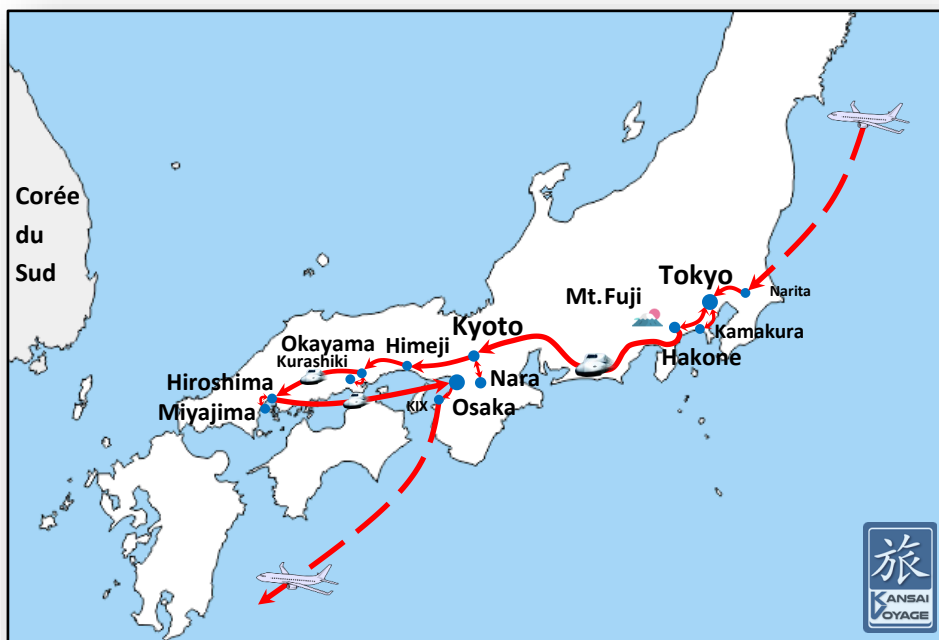 Corée
du
Sud
Tokyo
Narita
Mt.Fuji
Kamakura
Hakone
Kyoto
Okayama
Himeji
Kurashiki
Nara
Hiroshima
Miyajima
KIX
Osaka
旅
KANSAI
VOYAGE